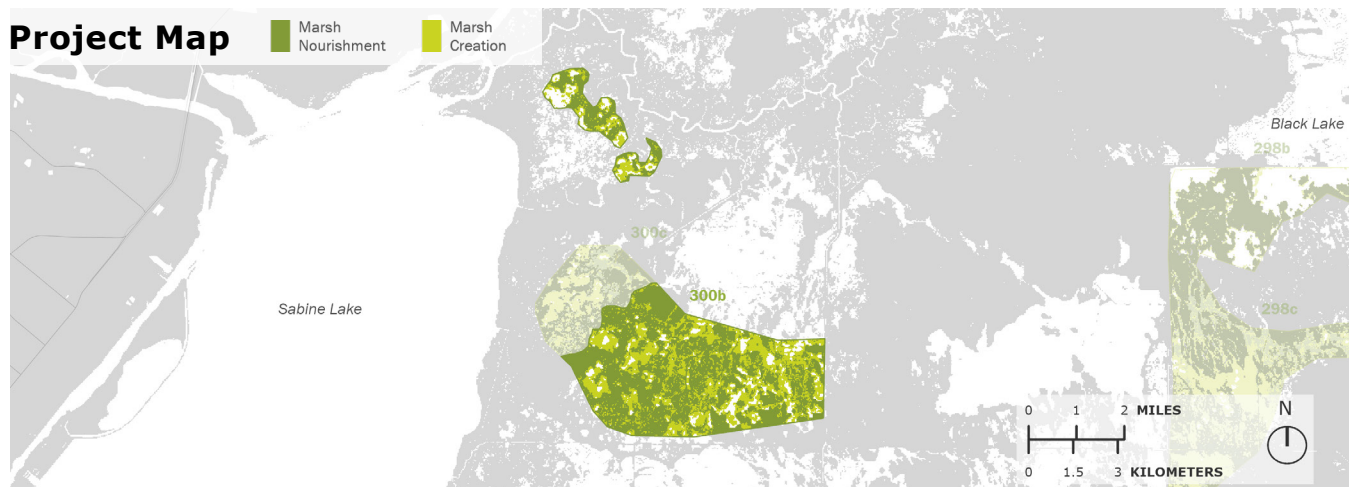 Project Map
Marsh
Nourishment
Marsh
Creation
Black Lake
298b
300c
300b
Sabine Lake
298c
0 1 2 MILES
N
0 1.5 3 KILOMETERS